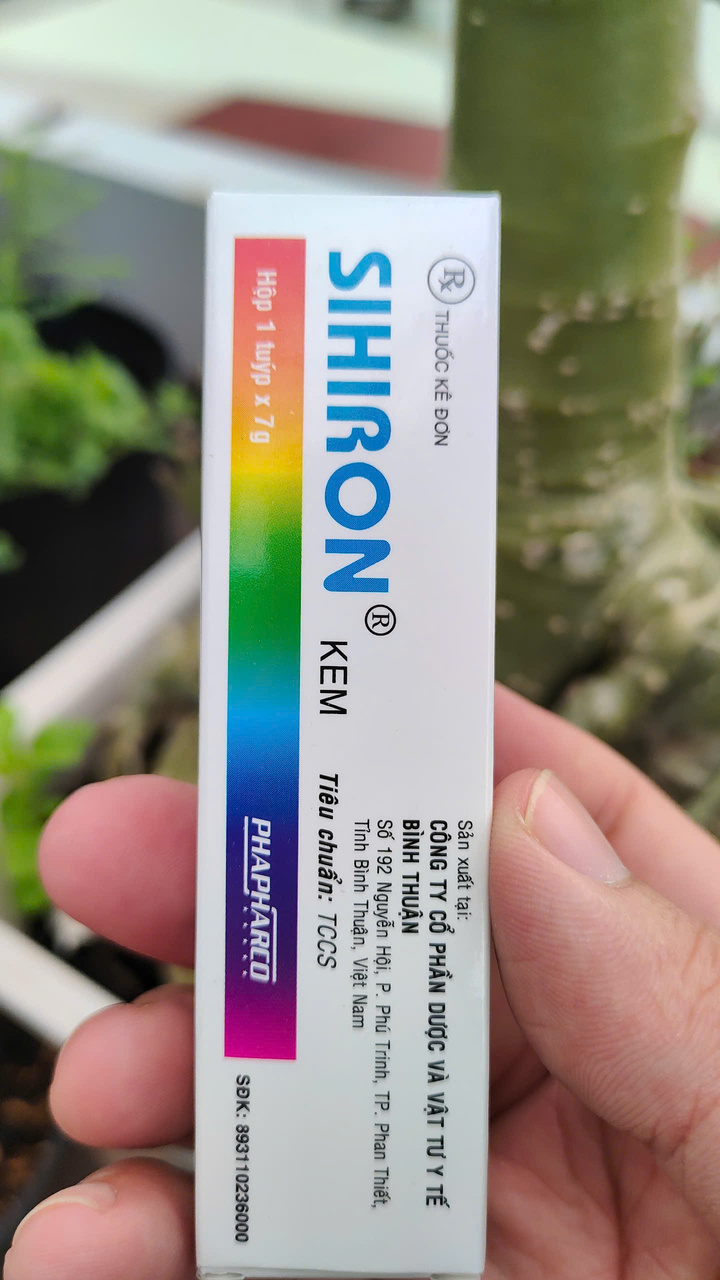 Rx THUỐC KÊ ĐƠN
SIHIRON® KEM
Hộp 1 tuýp x 7g
Sản xuất tại:
CÔNG TY CỔ PHẦN DƯỢC VÀ VẬT TƯ Y TẾ
BÌNH THUẬN
Số 192 Nguyễn Hội, P. Phú Trinh, TP. Phan Thiết,
Tỉnh Bình Thuận, Việt Nam
Tiêu chuẩn: TCCS
PHAPHARCO
SĐK: 893110236000